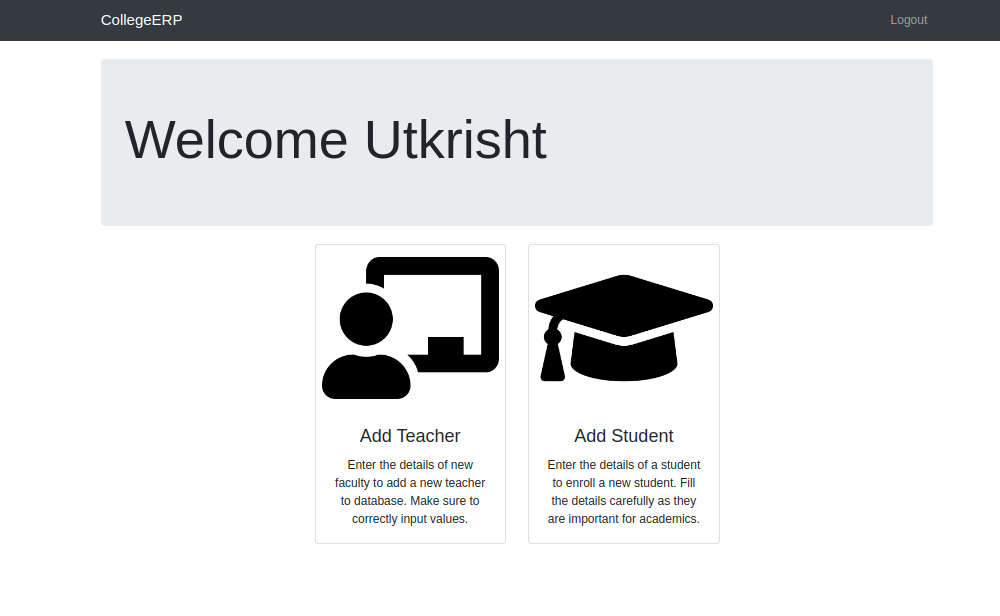 CollegeERP
Logout
Welcome Utkrisht
Add Teacher
Enter the details of new
faculty to add a new teacher
to database. Make sure to
correctly input values.
Add Student
Enter the details of a student
to enroll a new student. Fill
the details carefully as they
are important for academics.